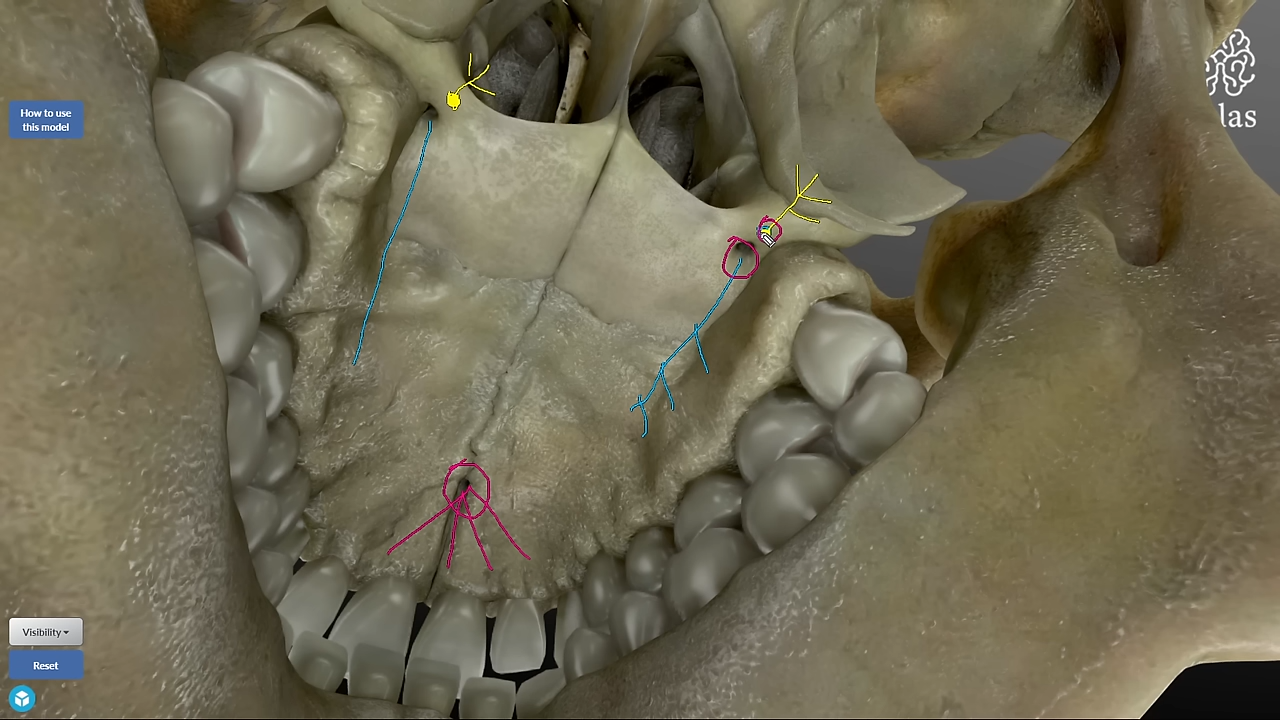 How to use
this model
las
Visibility
Reset